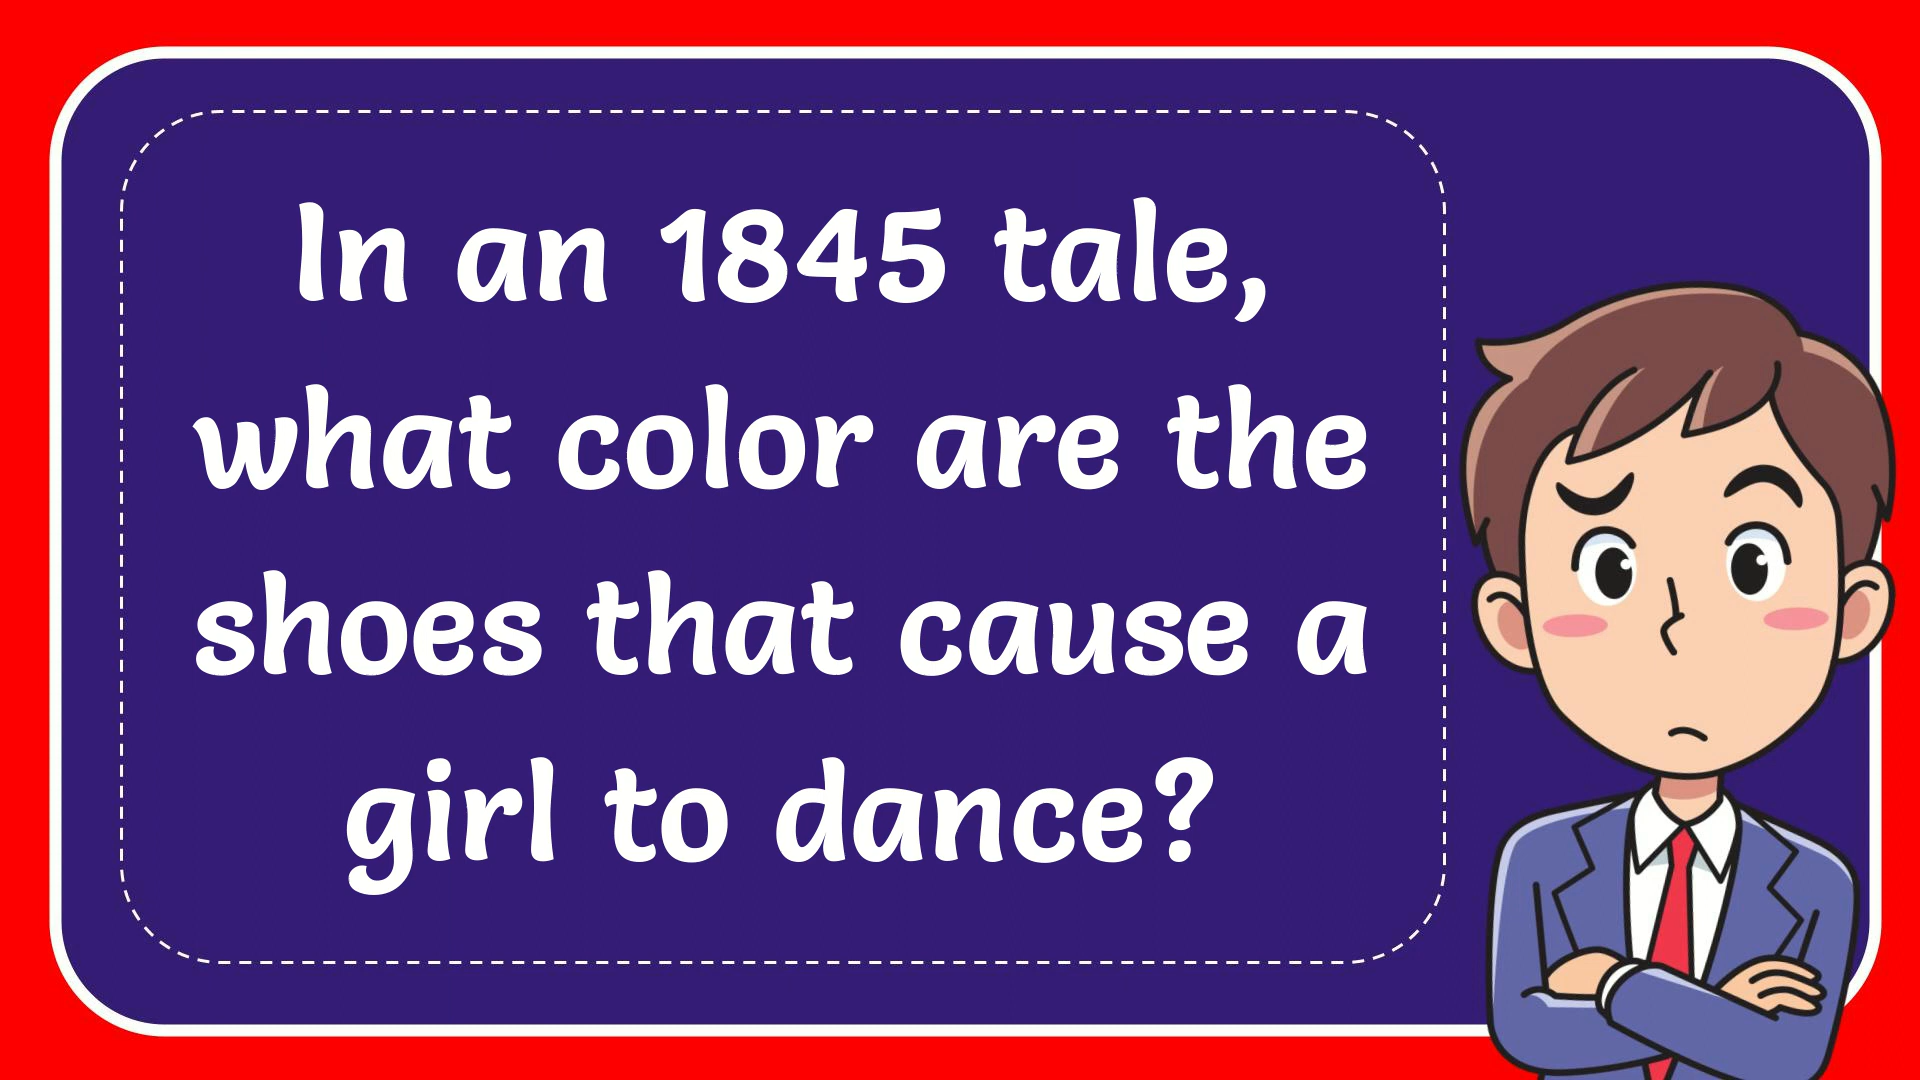 In an 1845 tale,
what color are the
shoes that cause a
girl to dance?